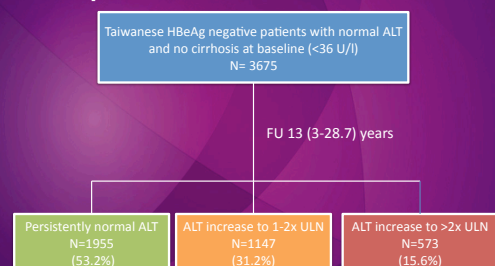 Taiwanese HBeAg negative patients with normal ALT
and no cirrhosis at baseline (<36 U/l)
N= 3675
FU 13 (3-28.7) years
Persistently normal ALT
N=1955
(53.2%)
ALT increase to 1-2x ULN
N=1147
(31.2%)
ALT increase to >2x ULN
N=573
(15.6%)